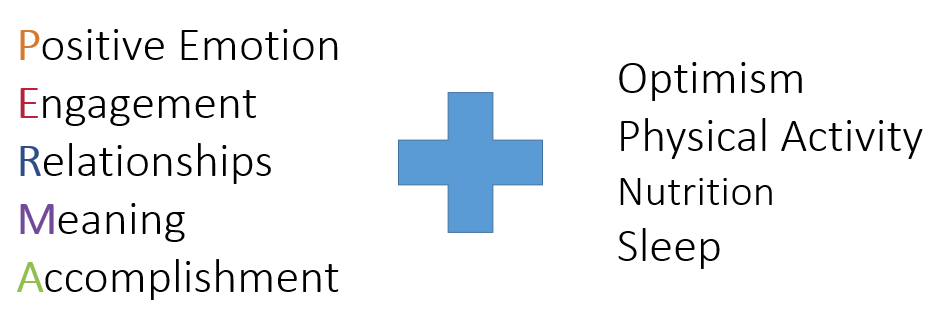 Positive Emotion
Engagement
Relationships
Meaning
Accomplishment
Optimism
Physical Activity
Nutrition
Sleep